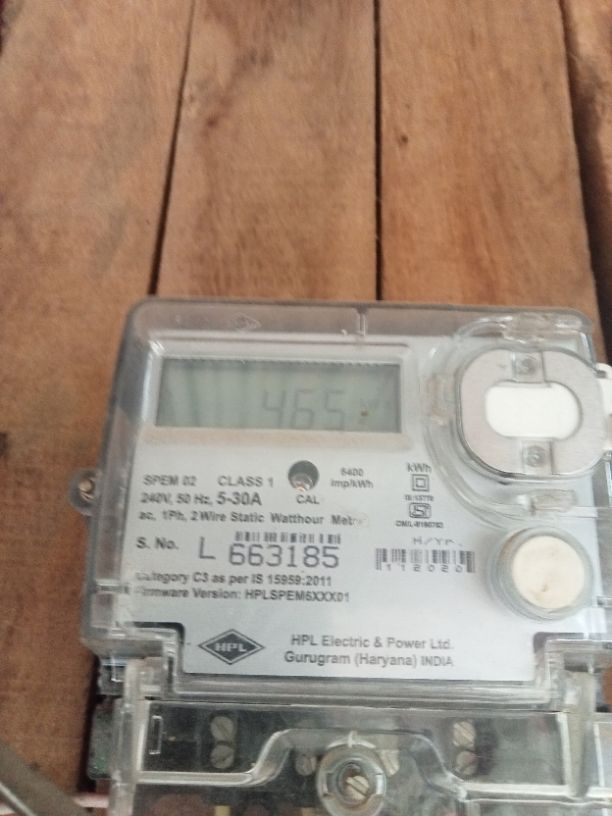 465
SPEM 02 CLASS 1
6400
imp/kWh
kWh
240V, 50 Hz, 5-30A
CAL
ac, 1Ph, 2 Wire Static Watthour
S. No. L 663185
112020
Category C3 as per IS 15959:2011
Firmware Version: HPLSPEM6XXX01
HPL
HPL Electric & Power Ltd.
Gurugram (Haryana) INDIA